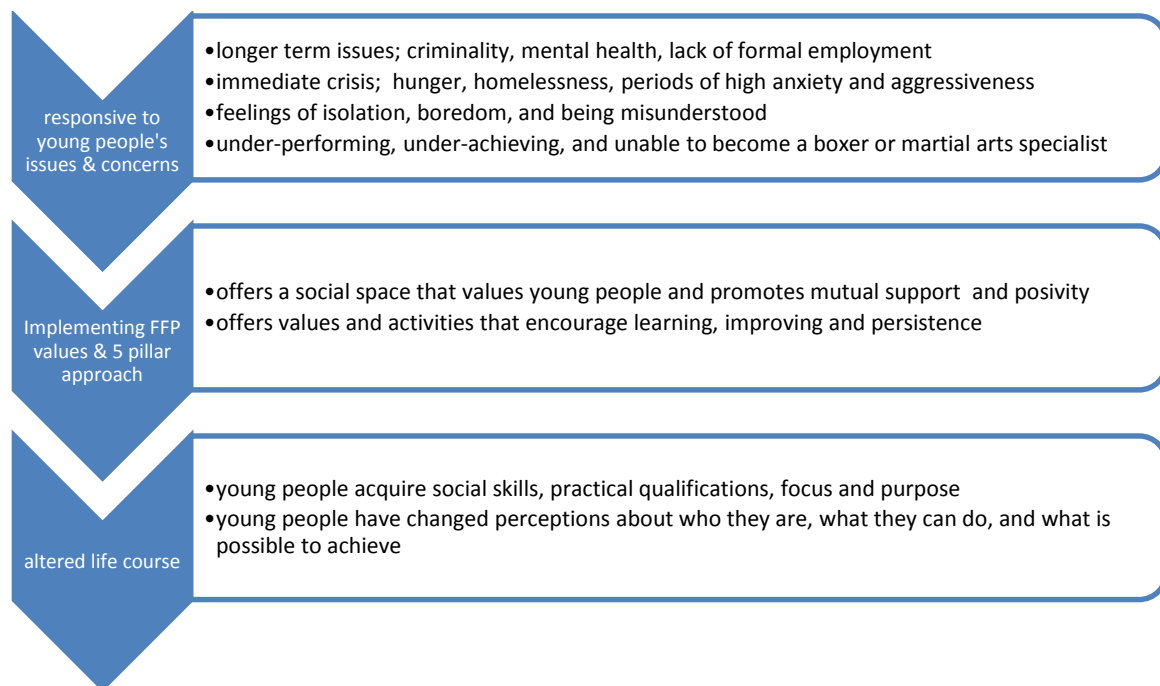 responsive to
young people's
issues & concerns
•longer term issues; criminality, mental health, lack of formal employment
•immediate crisis;  hunger, homelessness, periods of high anxiety and aggressiveness
•feelings of isolation, boredom, and being misunderstood
•under-performing, under-achieving, and unable to become a boxer or martial arts specialist
Implementing FFP
values & 5 pillar
approach
•offers a social space that values young people and promotes mutual support  and posivity
•offers values and activities that encourage learning, improving and persistence
altered life course
•young people acquire social skills, practical qualifications, focus and purpose
•young people have changed perceptions about who they are, what they can do, and what is
possible to achieve